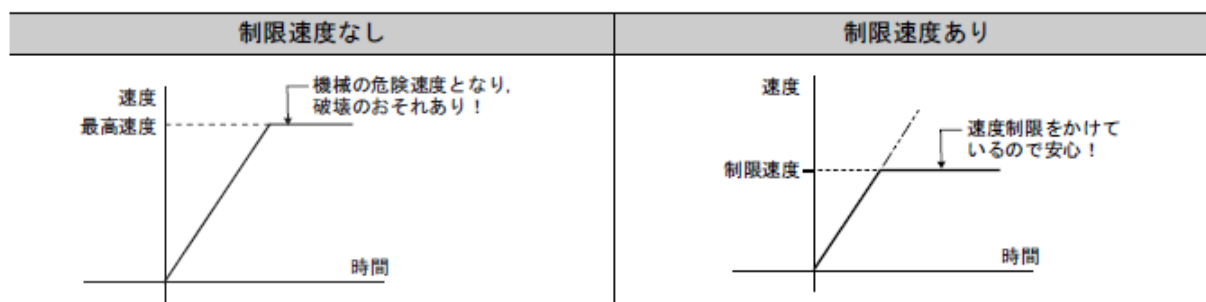 制限速度なし
制限速度あり
速度
最高速度
機械の危険速度となり,
破壊のおそれあり！
時間
速度
制限速度
速度制限をかけて
いるので安心！
時間